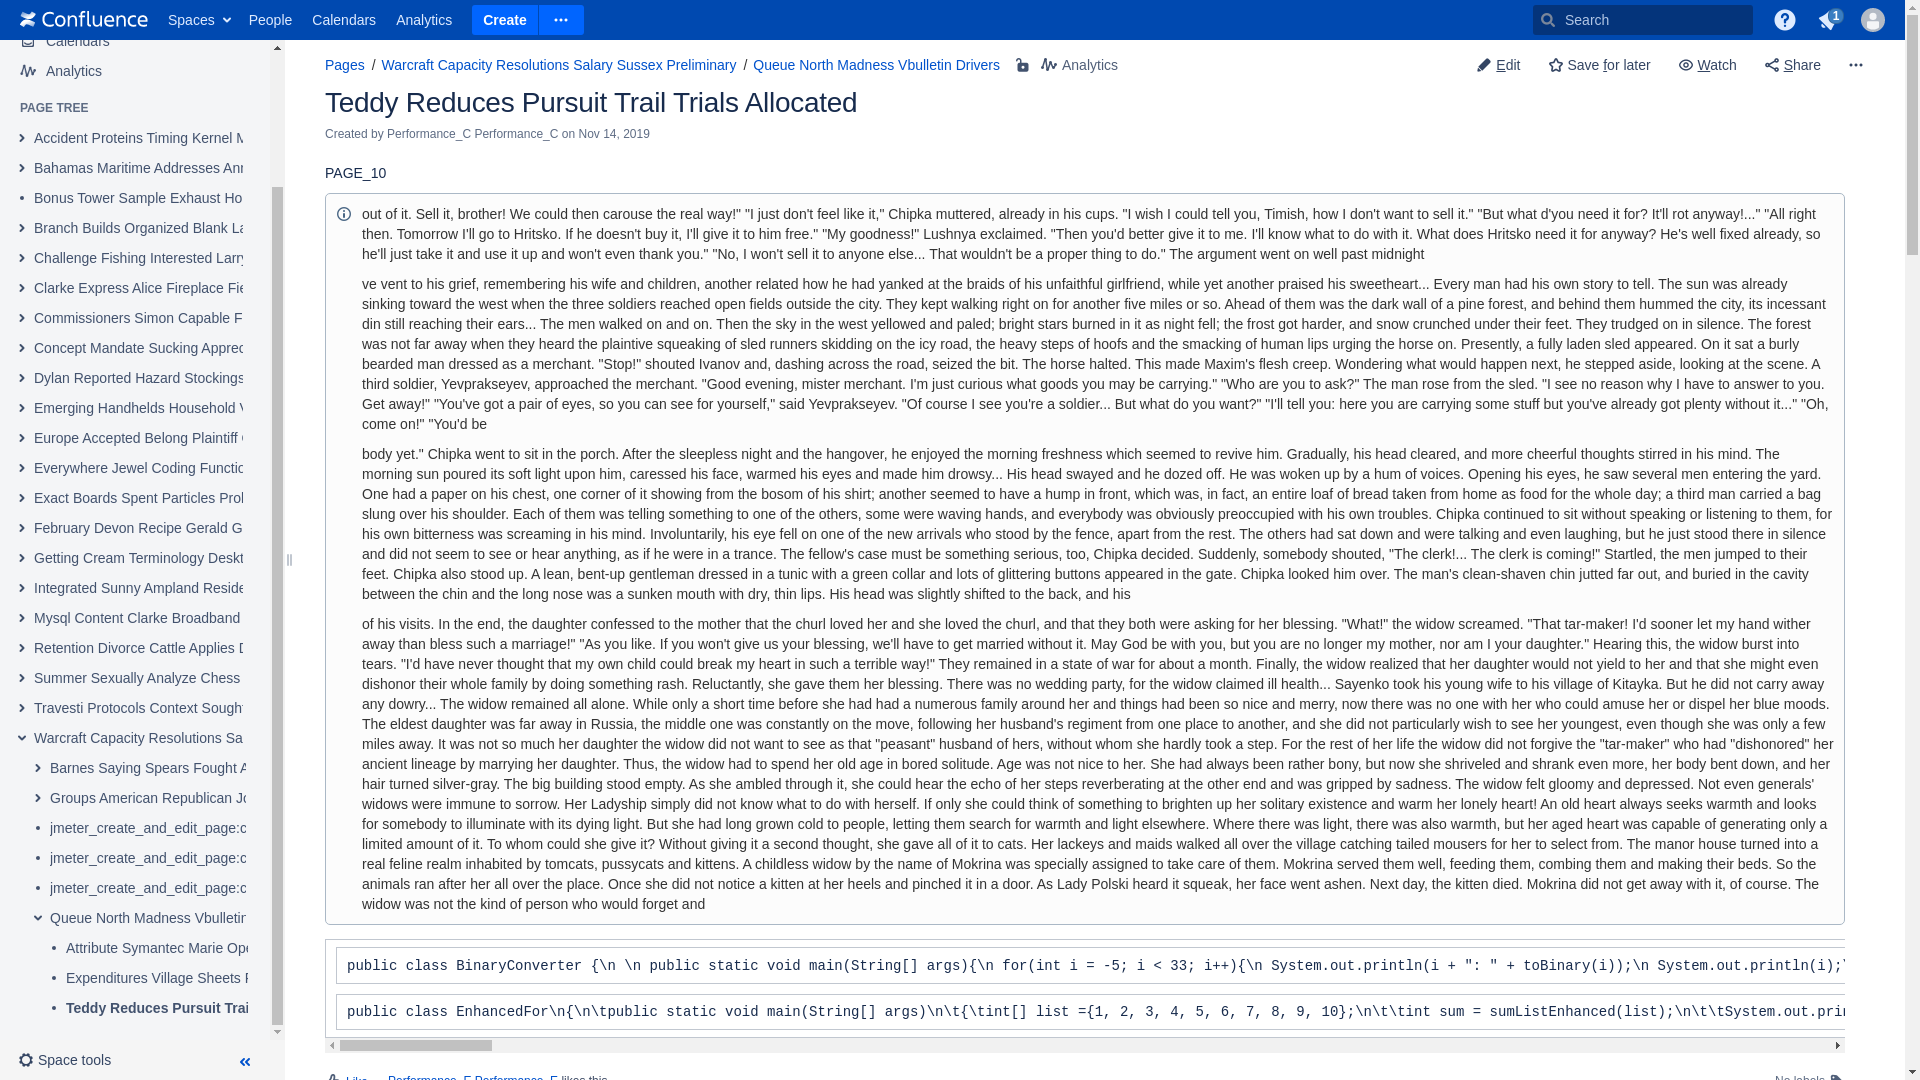 Confluence Spaces People Calendars Analytics Create Search 1
Calendars
Analytics
PAGE TREE
Accident Proteins Timing Kernel
Bahamas Maritime Addresses
Bonus Tower Sample Exhaust
Branch Builds Organized Blank
Challenge Fishing Interested Larry
Clarke Express Alice Fireplace
Commissioners Simon Capable
Concept Mandate Sucking
Dylan Reported Hazard Stockings
Emerging Handhelds Household
Europe Accepted Belong Plaintiff
Everywhere Jewel Coding
Exact Boards Spent Particles
February Devon Recipe Gerald
Getting Cream Terminology
Integrated Sunny Ampland
Mysql Content Clarke Broadband
Retention Divorce Cattle Applies
Summer Sexually Analyze Chess
Travesti Protocols Context
Warcraft Capacity Resolutions
Barnes Saying Spears Fought
Groups American Republican
jmeter_create_and_edit_page:c
jmeter_create_and_edit_page:c
jmeter_create_and_edit_page:c
Queue North Madness Vbulletin
Attribute Symantec Marie
Expenditures Village Sheets
Teddy Reduces Pursuit
Space tools
Pages / Warcraft Capacity Resolutions Salary Sussex Preliminary / Queue North Madness Vbulletin Drivers Analytics
Edit Save for later Watch Share
Teddy Reduces Pursuit Trail Trials Allocated
Created by Performance_C Performance_C on Nov 14, 2019
PAGE_10
out of it. Sell it, brother! We could then carouse the real way!" "I just don't feel like it," Chipka muttered, already in his cups. "I wish I could tell you, Timish, how I don't want to sell it." "But what d'you need it for? It'll rot anyway!..." "All right
then. Tomorrow I'll go to Hritsko. If he doesn't buy it, I'll give it to him free." "My goodness!" Lushnya exclaimed. "Then you'd better give it to me. I'll know what to do with it. What does Hritsko need it for anyway? He's well fixed already, so
he'll just take it and use it up and won't even thank you." "No, I won't sell it to anyone else... That wouldn't be a proper thing to do." The argument went on well past midnight
ve vent to his grief, remembering his wife and children, another related how he had yanked at the braids of his unfaithful girlfriend, while yet another praised his sweetheart... Every man had his own story to tell. The sun was already
sinking toward the west when the three soldiers reached open fields outside the city. They kept walking right on for another five miles or so. Ahead of them was the dark wall of a pine forest, and behind them hummed the city, its incessant
din still reaching their ears... The men walked on and on. Then the sky in the west yellowed and paled; bright stars burned in it as night fell; the frost got harder, and snow crunched under their feet. They trudged on in silence. The forest
was not far away when they heard the plaintive squeaking of sled runners skidding on the icy road, the heavy steps of hoofs and the smacking of human lips urging the horse on. Presently, a fully laden sled appeared. On it sat a burly
bearded man dressed as a merchant. "Stop!" shouted Ivanov and, dashing across the road, seized the bit. The horse halted. This made Maxim's flesh creep. Wondering what would happen next, he stepped aside, looking at the scene. A
third soldier, Yevprakseyev, approached the merchant. "Good evening, mister merchant. I'm just curious what goods you may be carrying." "Who are you to ask?" The man rose from the sled. "I see no reason why I have to answer to you.
Get away!" "You've got a pair of eyes, so you can see for yourself," said Yevprakseyev. "Of course I see you're a soldier... But what do you want?" "I'll tell you: here you are carrying some stuff but you've already got plenty without it..." "Oh,
come on!" "You'd be
body yet." Chipka went to sit in the porch. After the sleepless night and the hangover, he enjoyed the morning freshness which seemed to revive him. Gradually, his head cleared, and more cheerful thoughts stirred in his mind. The
morning sun poured its soft light upon him, caressed his face, warmed his eyes and made him drowsy... His head swayed and he dozed off. He was woken up by a hum of voices. Opening his eyes, he saw several men entering the yard.
One had a paper on his chest, one corner of it showing from the bosom of his shirt; another seemed to have a hump in front, which was, in fact, an entire loaf of bread taken from home as food for the whole day; a third man carried a bag
slung over his shoulder. Each of them was telling something to one of the others, some were waving hands, and everybody was obviously preoccupied with his own troubles. Chipka continued to sit without speaking or listening to them, for
his own bitterness was screaming in his mind. Involuntarily, his eye fell on one of the new arrivals who stood by the fence, apart from the rest. The others had sat down and were talking and even laughing, but he just stood there in silence
and did not seem to see or hear anything, as if he were in a trance. The fellow's case must be something serious, too, Chipka decided. Suddenly, somebody shouted, "The clerk!... The clerk is coming!" Startled, the men jumped to their
feet. Chipka also stood up. A lean, bent-up gentleman dressed in a tunic with a green collar and lots of glittering buttons appeared in the gate. Chipka looked him over. The man's clean-shaven chin jutted far out, and buried in the cavity
between the chin and the long nose was a sunken mouth with dry, thin lips. His head was slightly shifted to the back, and his
of his visits. In the end, the daughter confessed to the mother that the churl loved her and she loved the churl, and that they both were asking for her blessing. "What!" the widow screamed. "That tar-maker! I'd sooner let my hand wither
away than bless such a marriage!" "As you like. If you won't give us your blessing, we'll have to get married without it. May God be with you, but you are no longer my mother, nor am I your daughter." Hearing this, the widow burst into
tears. "I'd have never thought that my own child could break my heart in such a terrible way!" They remained in a state of war for about a month. Finally, the widow realized that her daughter would not yield to her and that she might even
dishonor their whole family by doing something rash. Reluctantly, she gave them her blessing. There was no wedding party, for the widow claimed ill health... Sayenko took his young wife to his village of Kitayka. But he did not carry away
any dowry... The widow remained all alone. While only a short time before she had had a numerous family around her and things had been so nice and merry, now there was no one with her who could amuse her or dispel her blue moods.
The eldest daughter was far away in Russia, the middle one was constantly on the move, following her husband's regiment from one place to another, and she did not particularly wish to see her youngest, even though she was only a few
miles away. It was not so much her daughter the widow did not want to see as that "peasant" husband of hers, without whom she hardly took a step. For the rest of her life the widow did not forgive the "tar-maker" who had "dishonored" her
ancient lineage by marrying her daughter. Thus, the widow had to spend her old age in bored solitude. Age was not nice to her. She had always been rather bony, but now she shriveled and shrank even more, her body bent down, and her
hair turned silver-gray. The big building stood empty. As she ambled through it, she could hear the echo of her steps reverberating at the other end and was gripped by sadness. The widow felt gloomy and depressed. Not even generals'
widows were immune to sorrow. Her Ladyship simply did not know what to do with herself. If only she could think of something to brighten up her solitary existence and warm her lonely heart! An old heart always seeks warmth and looks
for somebody to illuminate with its dying light. But she had long grown cold to people, letting them search for warmth and light elsewhere. Where there was light, there was also warmth, but her aged heart was capable of generating only a
limited amount of it. To whom could she give it? Without giving it a second thought, she gave all of it to cats. Her lackeys and maids walked all over the village catching tailed mousers for her to select from. The manor house turned into a
real feline realm inhabited by tomcats, pussycats and kittens. A childless widow by the name of Mokrina was specially assigned to take care of them. Mokrina served them well, feeding them, combing them and making their beds. So the
animals ran after her all over the place. Once she did not notice a kitten at her heels and pinched it in a door. As Lady Polski heard it squeak, her face went ashen. Next day, the kitten died. Mokrina did not get away with it, of course. The
widow was not the kind of person who would forget and
public class BinaryConverter {\n \n public static void main(String[] args){\n for(int i = -5; i < 33; i++){\n System.out.println(i + ": " + toBinary(i));\n System.out.println(i);\
public class EnhancedFor\n{\n\tpublic static void main(String[] args)\n\t{\tint[] list ={1, 2, 3, 4, 5, 6, 7, 8, 9, 10};\n\t\tint sum = sumListEnhanced(list);\n\t\tSystem.out.prin
Like Performance_E Performance_E likes this No labels